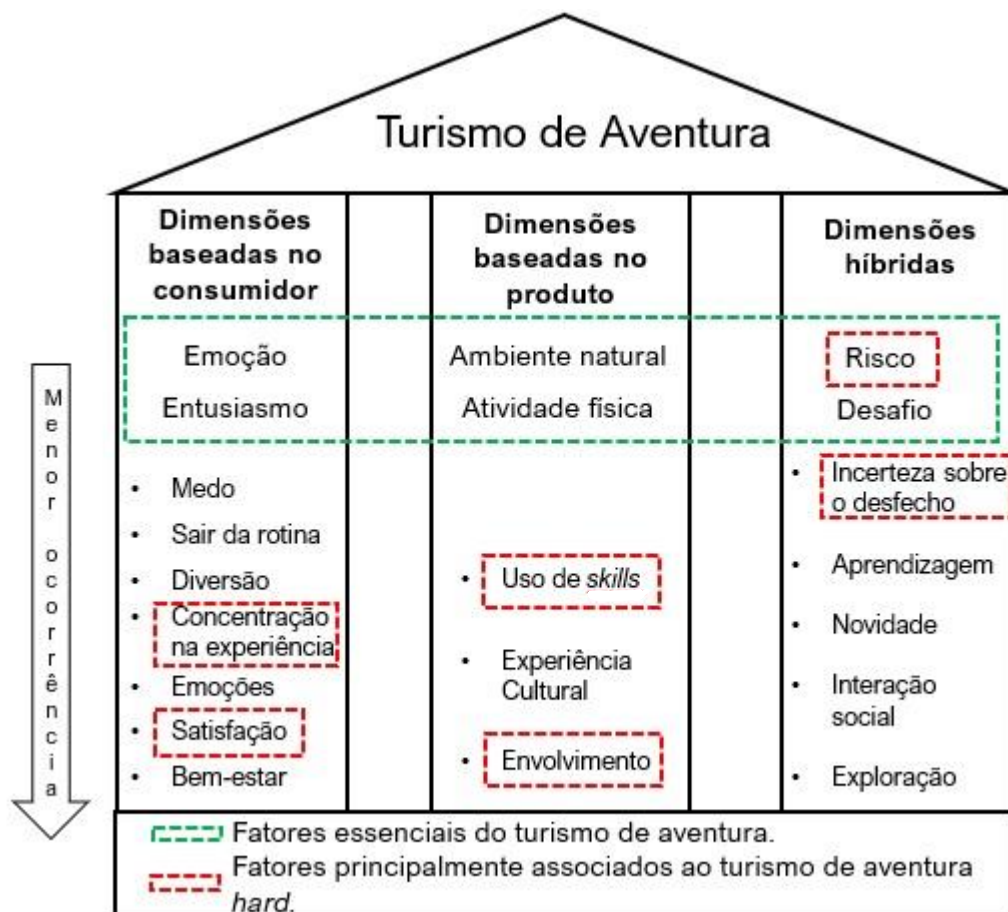 Turismo de Aventura
Dimensões
baseadas no
consumidor
Emoção
Entusiasmo
• Medo
• Sair da rotina
• Diversão
• Concentração
na experiência
• Emoções
• Satisfação
• Bem-estar
Dimensões
baseadas no
produto
Ambiente natural
Atividade física
• Uso de skills
• Experiência
Cultural
• Envolvimento
Dimensões
híbridas
Risco
Desafio
• Incerteza sobre
o desfecho
• Aprendizagem
• Novidade
• Interação
social
• Exploração
Menor ocorrência
Fatores essenciais do turismo de aventura.
Fatores principalmente associados ao turismo de aventura
hard.